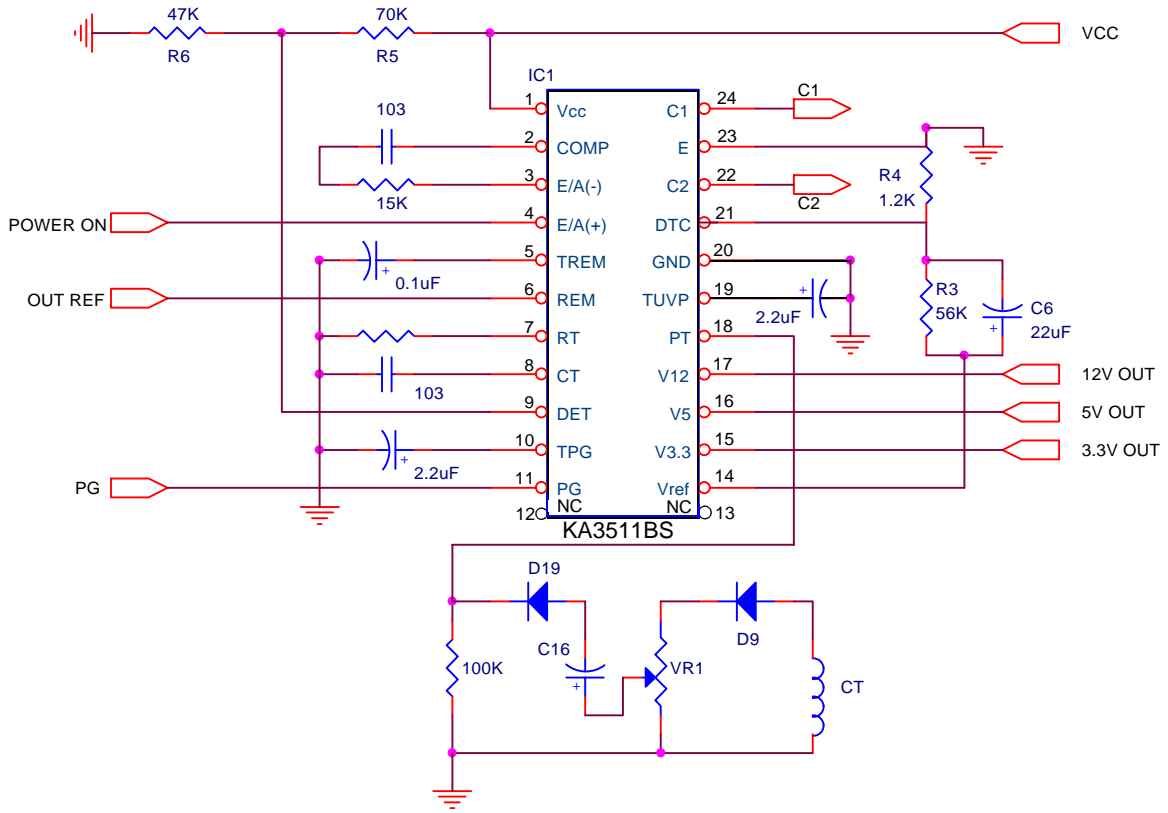 47K
70K
R6
R5
VCC
IC1
1
Vcc
C1
24
C1
103
2
COMP
E
23
3
E/A(-)
C2
22
C2
15K
R4
1.2K
POWER ON
4
E/A(+)
DTC
21
5
TREM
GND
20
+
0.1uF
OUT REF
6
REM
TUVP
19
+
2.2uF
R3
56K
C6
22uF
+
7
RT
PT
18
8
CT
V12
17
12V OUT
103
9
DET
V5
16
5V OUT
10
TPG
V3.3
15
3.3V OUT
+
2.2uF
PG
11
PG
Vref
14
12
NC
NC
13
KA3511BS
D19
D9
C16
+
100K
VR1
CT